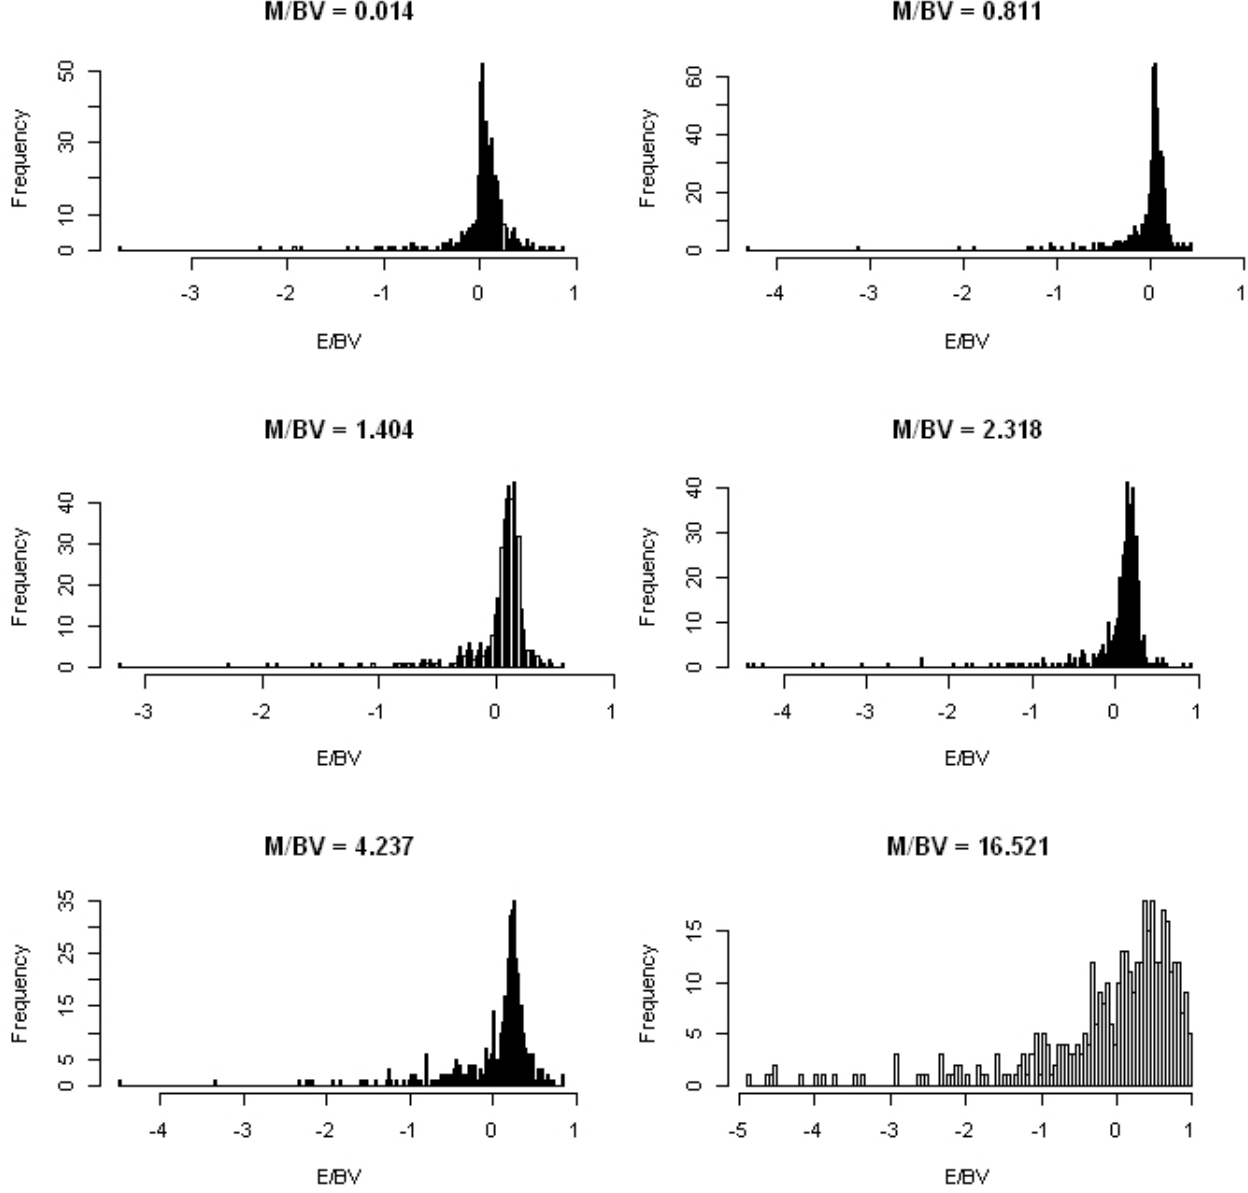 M/BV = 0.014
Frequency
50
30
10
0
-3 -2 -1 0 1
E/BV
M/BV = 0.811
Frequency
60
40
20
0
-4 -3 -2 -1 0 1
E/BV
M/BV = 1.404
Frequency
40
30
20
10
0
-3 -2 -1 0 1
E/BV
M/BV = 2.318
Frequency
40
30
20
10
0
-4 -3 -2 -1 0 1
E/BV
M/BV = 4.237
Frequency
35
25
15
5
0
-4 -3 -2 -1 0 1
E/BV
M/BV = 16.521
Frequency
15
10
5
0
-5 -4 -3 -2 -1 0 1
E/BV